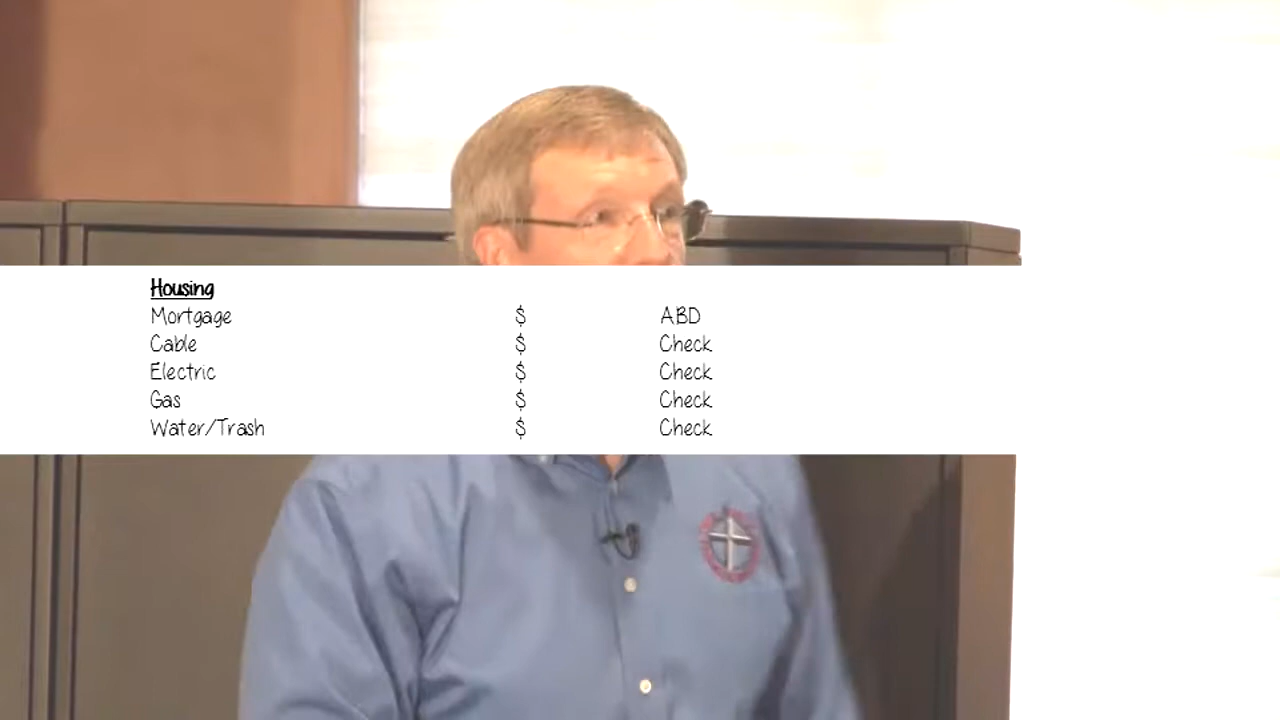 Housing
Mortgage $ ABD
Cable $ Check
Electric $ Check
Gas $ Check
Water/Trash $ Check